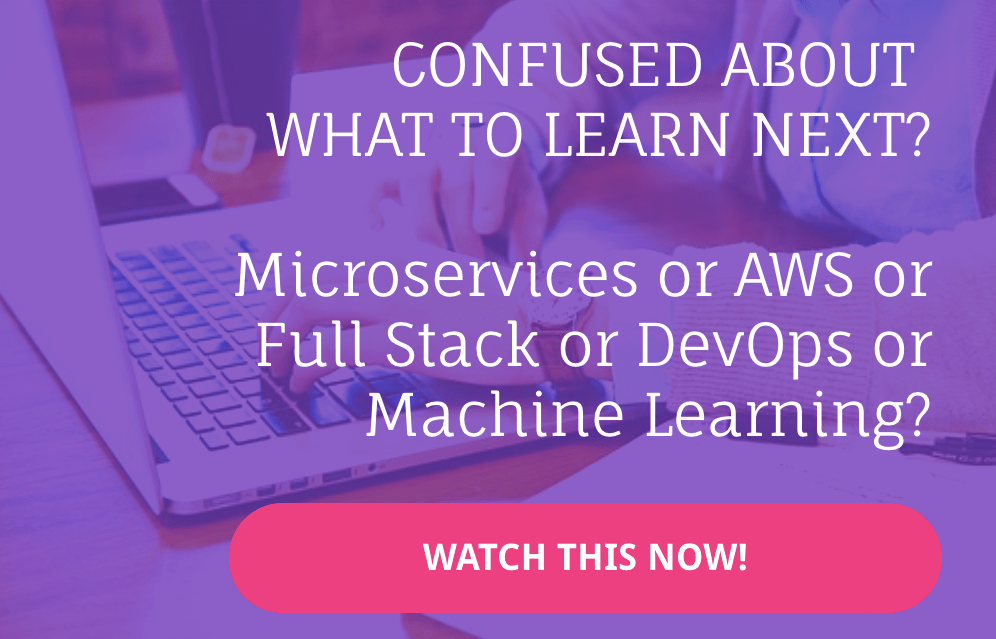 CONFUSED ABOUT
WHAT TO LEARN NEXT?
Microservices or AWS or
Full Stack or DevOps or
Machine Learning?
WATCH THIS NOW!